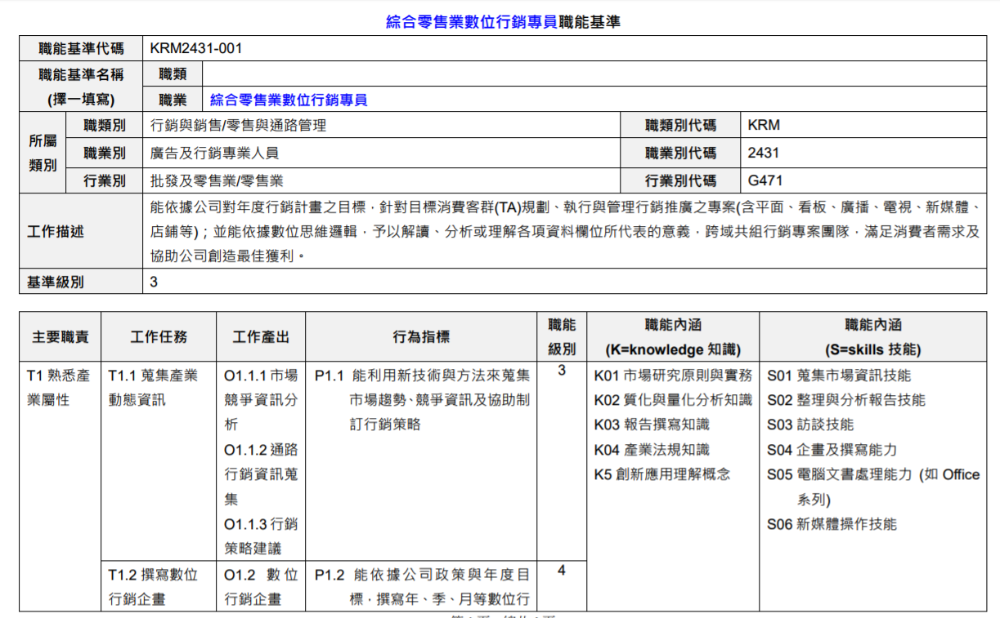 綜合零售業數位行銷專員職能基準
職能基準代碼 KRM2431-001
職能基準名稱
(擇一填寫)
職類
職業 綜合零售業數位行銷專員
所屬
類別
職類別 行銷與銷售/零售與通路管理 職類別代碼 KRM
職業別 廣告及行銷專業人員 職業別代碼 2431
行業別 批發及零售業/零售業 行業別代碼 G471
工作描述
能依據公司對年度行銷計畫之目標，針對目標消費客群(TA)規劃、執行與管理行銷推廣之專案(含平面、看板、廣播、電視、新媒體、
店鋪等)；並能依據數位思維邏輯，予以解讀、分析或理解各項資料欄位所代表的意義，跨域共組行銷專案團隊，滿足消費者需求及
協助公司創造最佳獲利。
基準級別 3
主要職責 工作任務 工作產出 行為指標
職能
級別
職能內涵
(K=knowledge 知識)
職能內涵
(S=skills 技能)
T1 熟悉產
業屬性
T1.1 蒐集產業
動態資訊
O1.1.1 市場
競爭資訊分
析
O1.1.2 通路
行銷資訊蒐
集
O1.1.3 行銷
策略建議
P1.1 能利用新技術與方法來蒐集
市場趨勢、競爭資訊及協助制
訂行銷策略
3
K01 市場研究原則與實務
K02 質化與量化分析知識
K03 報告撰寫知識
K04 產業法規知識
K5 創新應用理解概念
S01 蒐集市場資訊技能
S02 整理與分析報告技能
S03 訪談技能
S04 企畫及撰寫能力
S05 電腦文書處理能力 (如 Office
系列)
S06 新媒體操作技能
T1.2 撰寫數位
行銷企畫
O1.2 數位
行銷企畫
P1.2 能依據公司政策與年度目
標，撰寫年、季、月等數位行
4